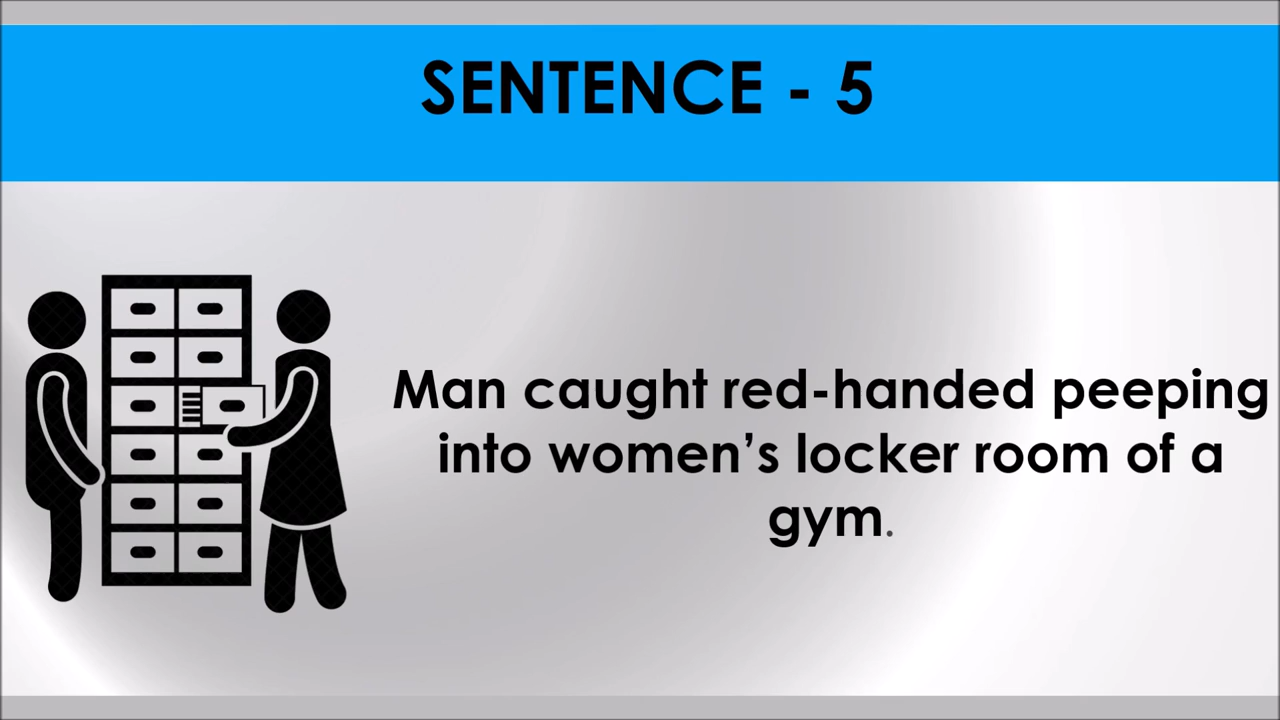 SENTENCE - 5
Man caught red-handed peeping
into women’s locker room of a
gym.